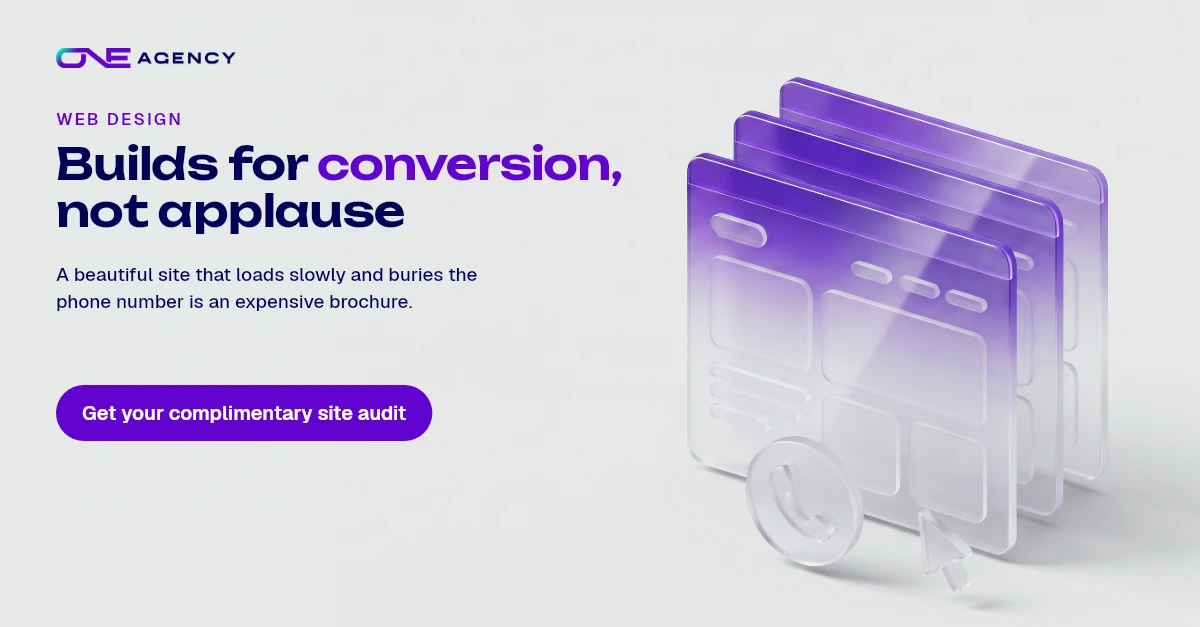 ONE AGENCY
WEB DESIGN
Builds for conversion,
not applause
A beautiful site that loads slowly and buries the
phone number is an expensive brochure.
Get your complimentary site audit